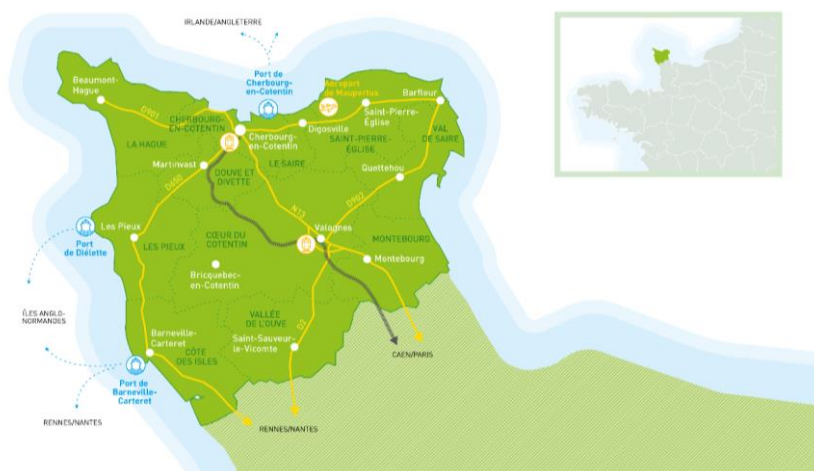 IRLANDE/ANGLETERRE
Port de
Cherbourg-
en-Cotentin
Aéroport
de Maupertus
Beaumont-
Hague
Barfleur
D901
CHERBOURG-
EN-COTENTIN
Cherbourg-
en-Cotentin
Digosville
Saint-Pierre-
Église
VAL
DE SAIRE
LA HAGUE
SAINT-PIERRE-
ÉGLISE
LE SAIRE
Martinvast
DOUVE ET
DIVETTE
Quettehou
D650
N13
D902
Les Pieux
Port
de Diélette
LES PIEUX
CŒUR DU
COTENTIN
Valognes
MONTEBOURG
Montebourg
Bricquebec-
en-Cotentin
ÎLES ANGLO-
NORMANDES
VALLÉE
DE L'OUVE
D2
Barneville-
Carteret
Saint-Sauveur-
le-Vicomte
CÔTE
DES ISLES
CAEN/PARIS
Port de
Barneville-
Carteret
RENNES/NANTES
RENNES/NANTES